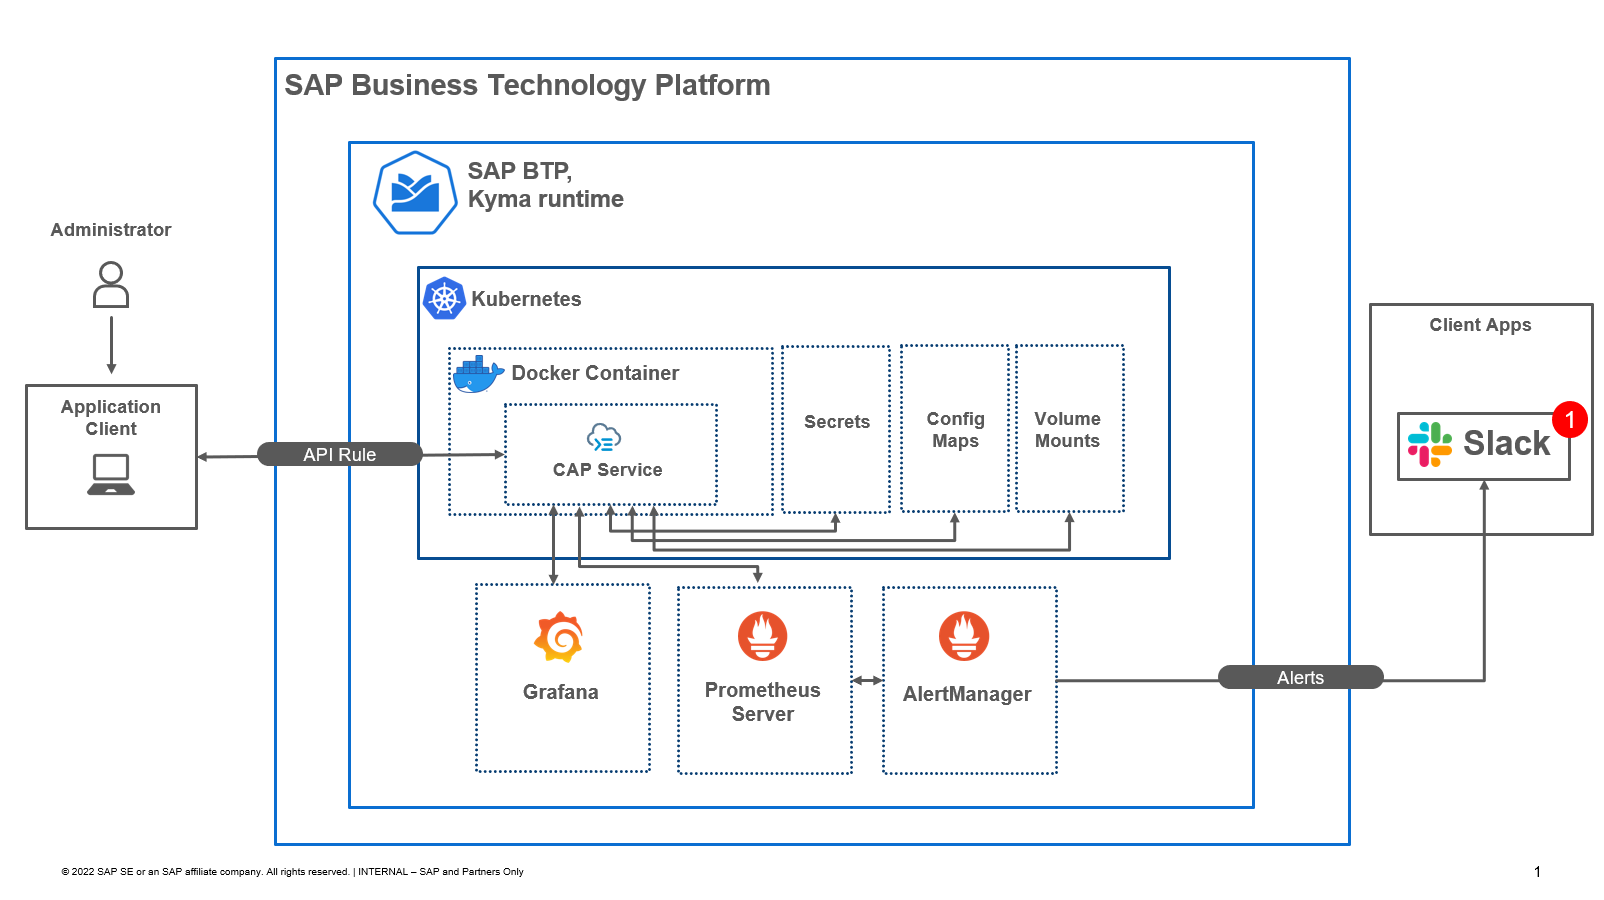 SAP Business Technology Platform
SAP BTP,
Kyma runtime
Administrator
Kubernetes
Client Apps
Docker Container
Application
Client
Secrets
Config
Maps
Volume
Mounts
1
Slack
API Rule
CAP Service
Grafana
Prometheus
Server
AlertManager
Alerts
© 2022 SAP SE or an SAP affiliate company. All rights reserved. | INTERNAL – SAP and Partners Only
1